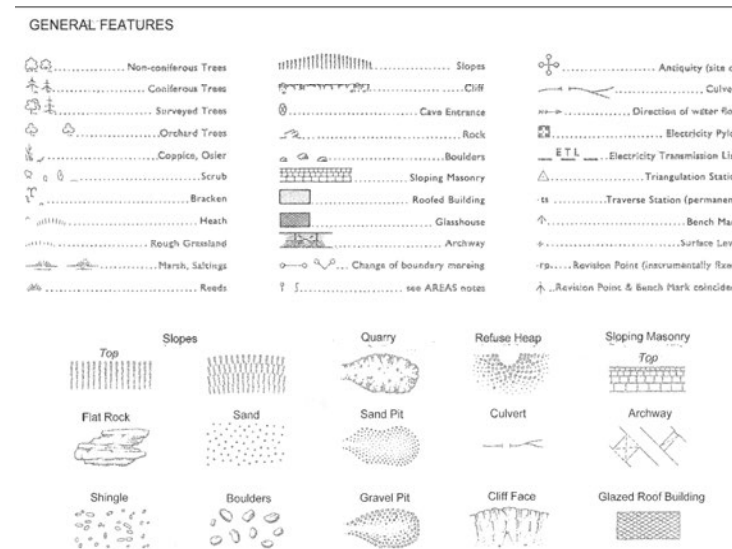 GENERAL FEATURES
Non-coniferous Trees
Coniferous Trees
Surveyed Trees
Orchard Trees
Coppice, Osier
Scrub
Bracken
Heath
Rough Grassland
Marsh, Saltings
Reeds
Slopes
Cliff
Cave Entrance
Rock
Boulders
Sloping Masonry
Roofed Building
Glasshouse
Archway
Change of boundary mereing
see AREAS notes
Antiquity (site o
Culver
Direction of water flo
Electricity Pylo
E T L Electricity Transmission Lin
Triangulation Statio
ts Traverse Station (permanen
Bench Mar
Surface Lev
rp Revision Point (instrumentally fixe
Revision Point & Bench Mark coincide
Slopes Quarry Refuse Heap Sloping Masonry
Top Top
Flat Rock Sand Sand Pit Culvert Archway
Shingle Boulders Gravel Pit Cliff Face Glazed Roof Building